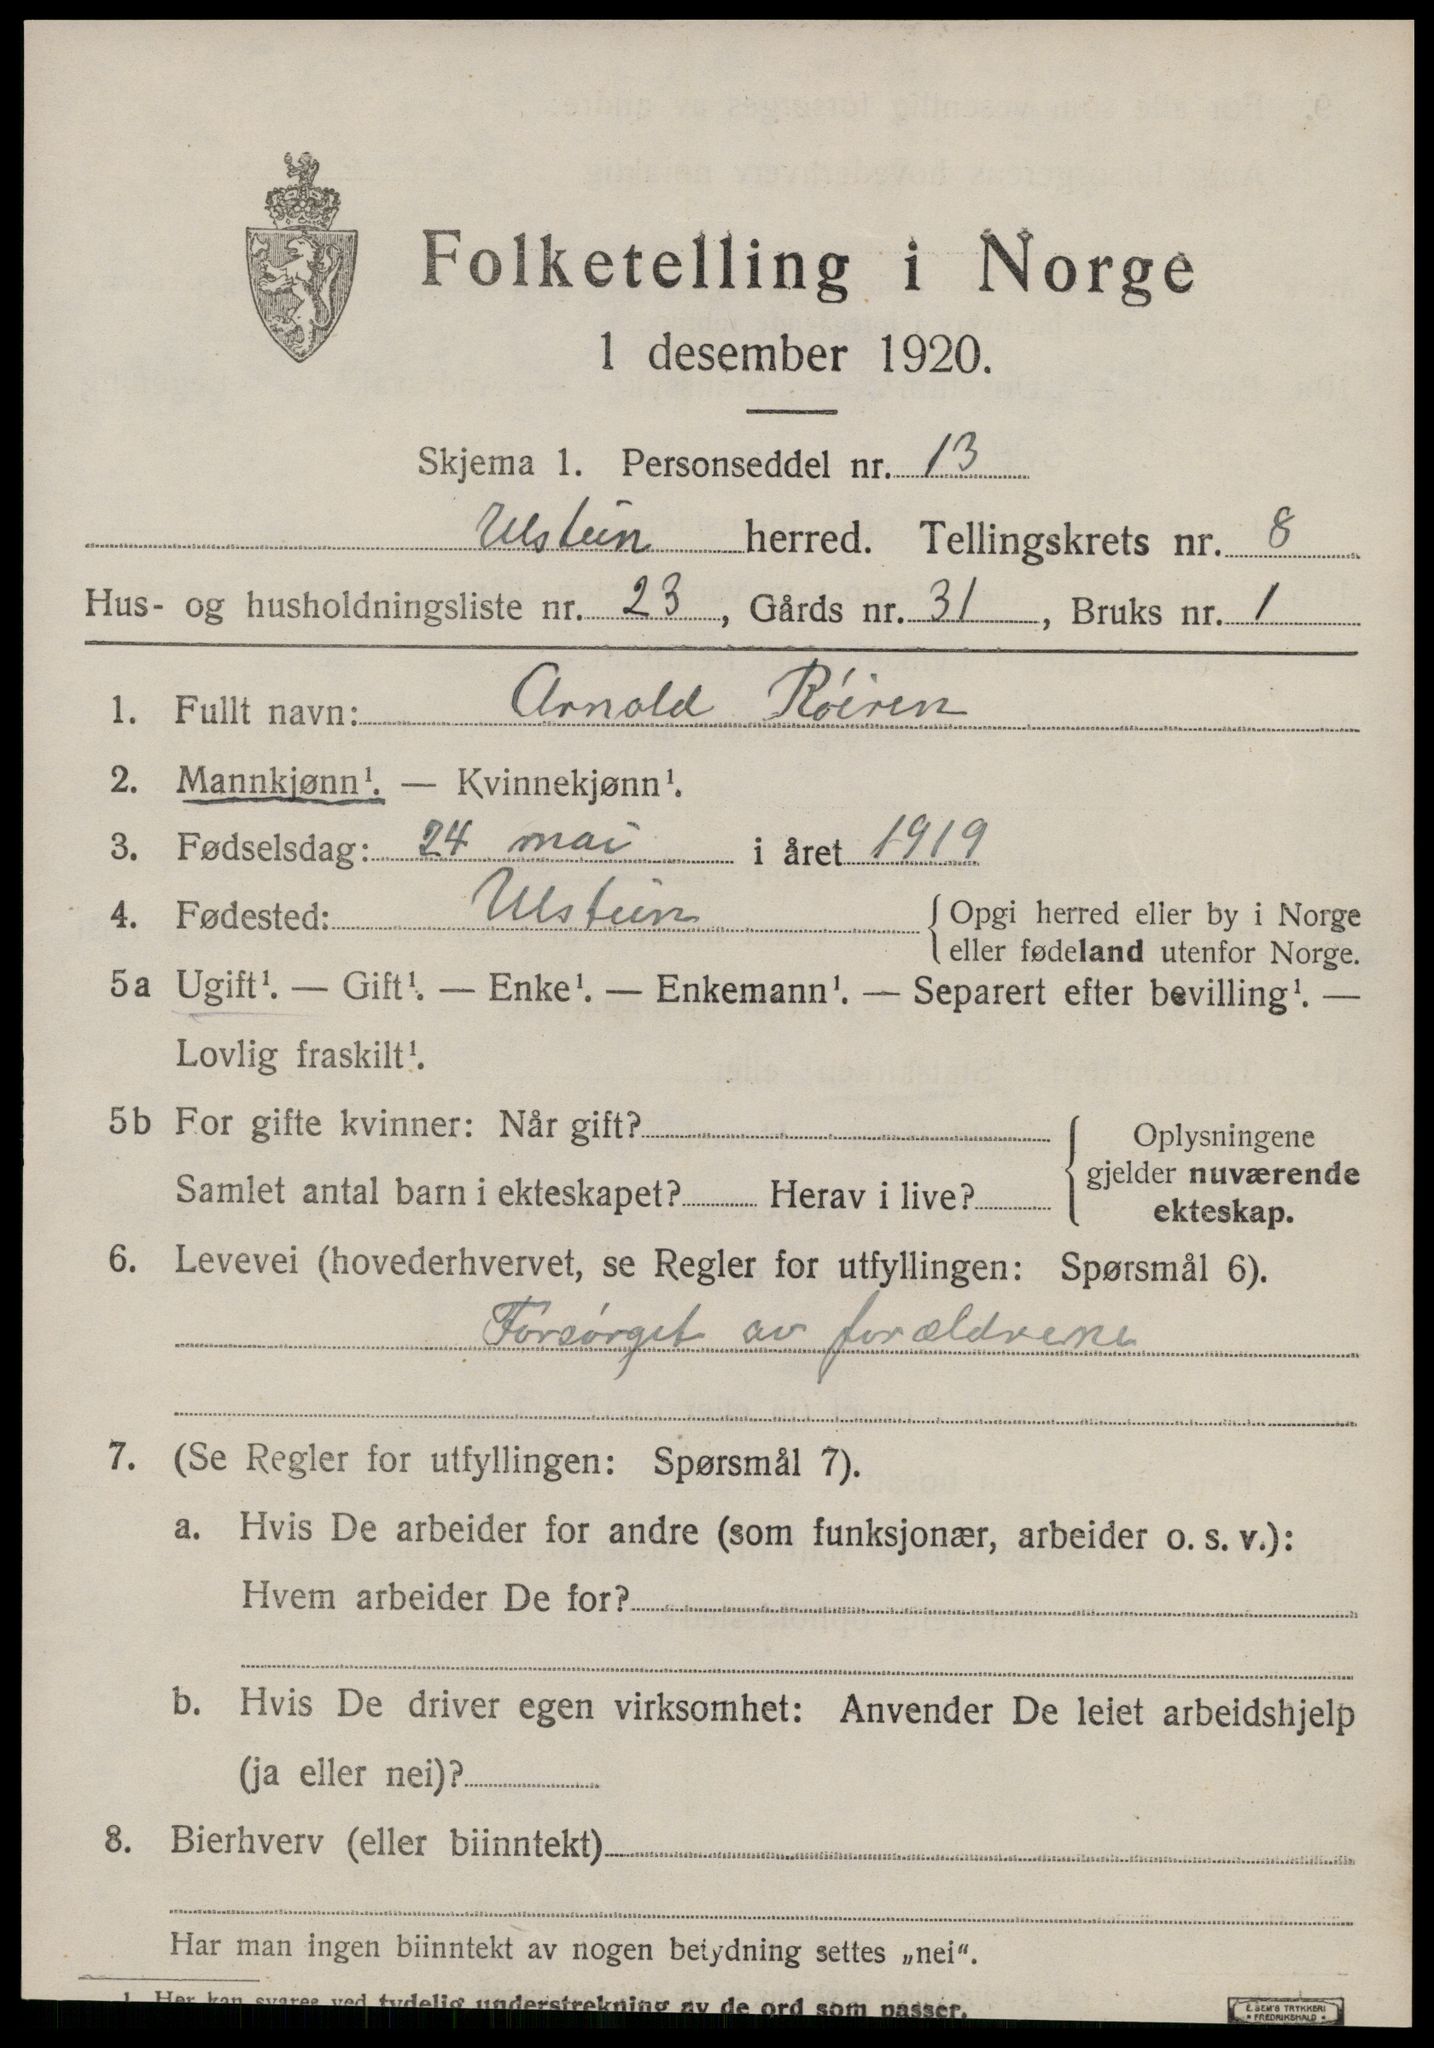 Folketelling i Norge
1 desember 1920.
Skjema 1. Personseddel nr. 13
Ulstein herred. Tellingskrets nr. 8
Hus- og husholdningsliste nr. 23, Gårds nr. 31, Bruks nr. 1
1. Fullt navn: Arnold Róiren
2. Mannkjønn¹. — Kvinnekjønn¹.
3. Fødselsdag: 24 mai i året 1919
4. Fødested: Ulstein { Opgi herred eller by i Norge
eller fødeland utenfor Norge.
5a Ugift¹. — Gift¹. — Enke¹. — Enkemann¹. — Separert efter bevilling¹. —
Lovlig fraskilt¹.
5b For gifte kvinner: Når gift? { Oplysningene
gjelder nuværende
Samlet antal barn i ekteskapet? Herav i live?
ekteskap.
6. Levevei (hovederhvervet, se Regler for utfyllingen: Spørsmål 6).
Forsórget av forældrene
7. (Se Regler for utfyllingen: Spørsmål 7).
a. Hvis De arbeider for andre (som funksjonær, arbeider o. s. v.):
Hvem arbeider De for?
b. Hvis De driver egen virksomhet: Anvender De leiet arbeidshjelp
(ja eller nei)?
8. Bierhverv (eller biinntekt)
Har man ingen biinntekt av nogen betydning settes „nei“.
1. Her kan svares ved tydelig understrekning av de ord som passer.
E. SEM'S TRYKKERI
* FREDRIKSHALD *